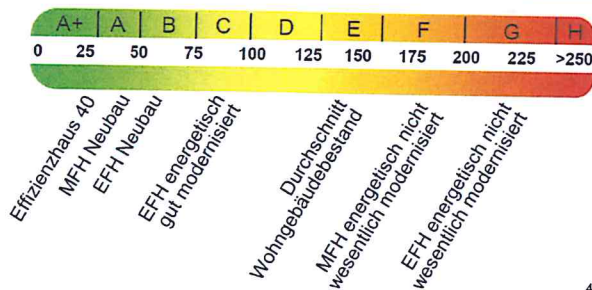 A+ A B C D E F G H
0 25 50 75 100 125 150 175 200 225 >250
Effizienzhaus 40
MFH Neubau
EFH Neubau
EFH energetisch
gut modernisiert
Durchschnitt
Wohngebäudebestand
MFH energetisch nicht
wesentlich modernisiert
EFH energetisch nicht
wesentlich modernisiert